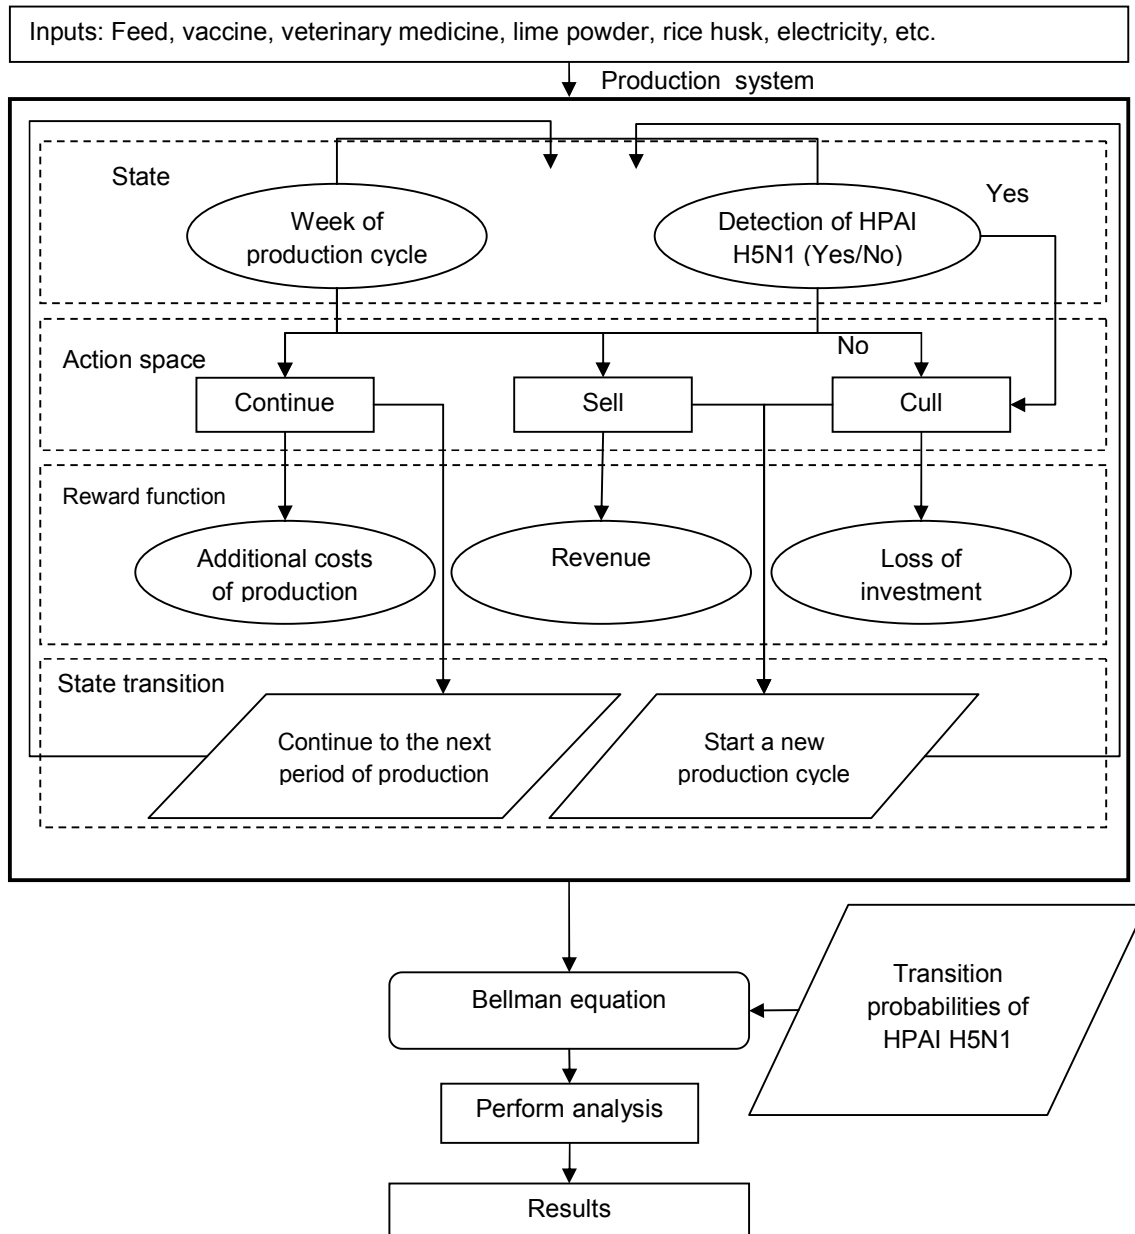 Inputs: Feed, vaccine, veterinary medicine, lime powder, rice husk, electricity, etc.
Production system
State
Yes
Week of
production cycle
Detection of HPAI
H5N1 (Yes/No)
Action space
No
Continue
Sell
Cull
Reward function
Additional costs
of production
Revenue
Loss of
investment
State transition
Continue to the next
period of production
Start a new
production cycle
Bellman equation
Transition
probabilities of
HPAI H5N1
Perform analysis
Results